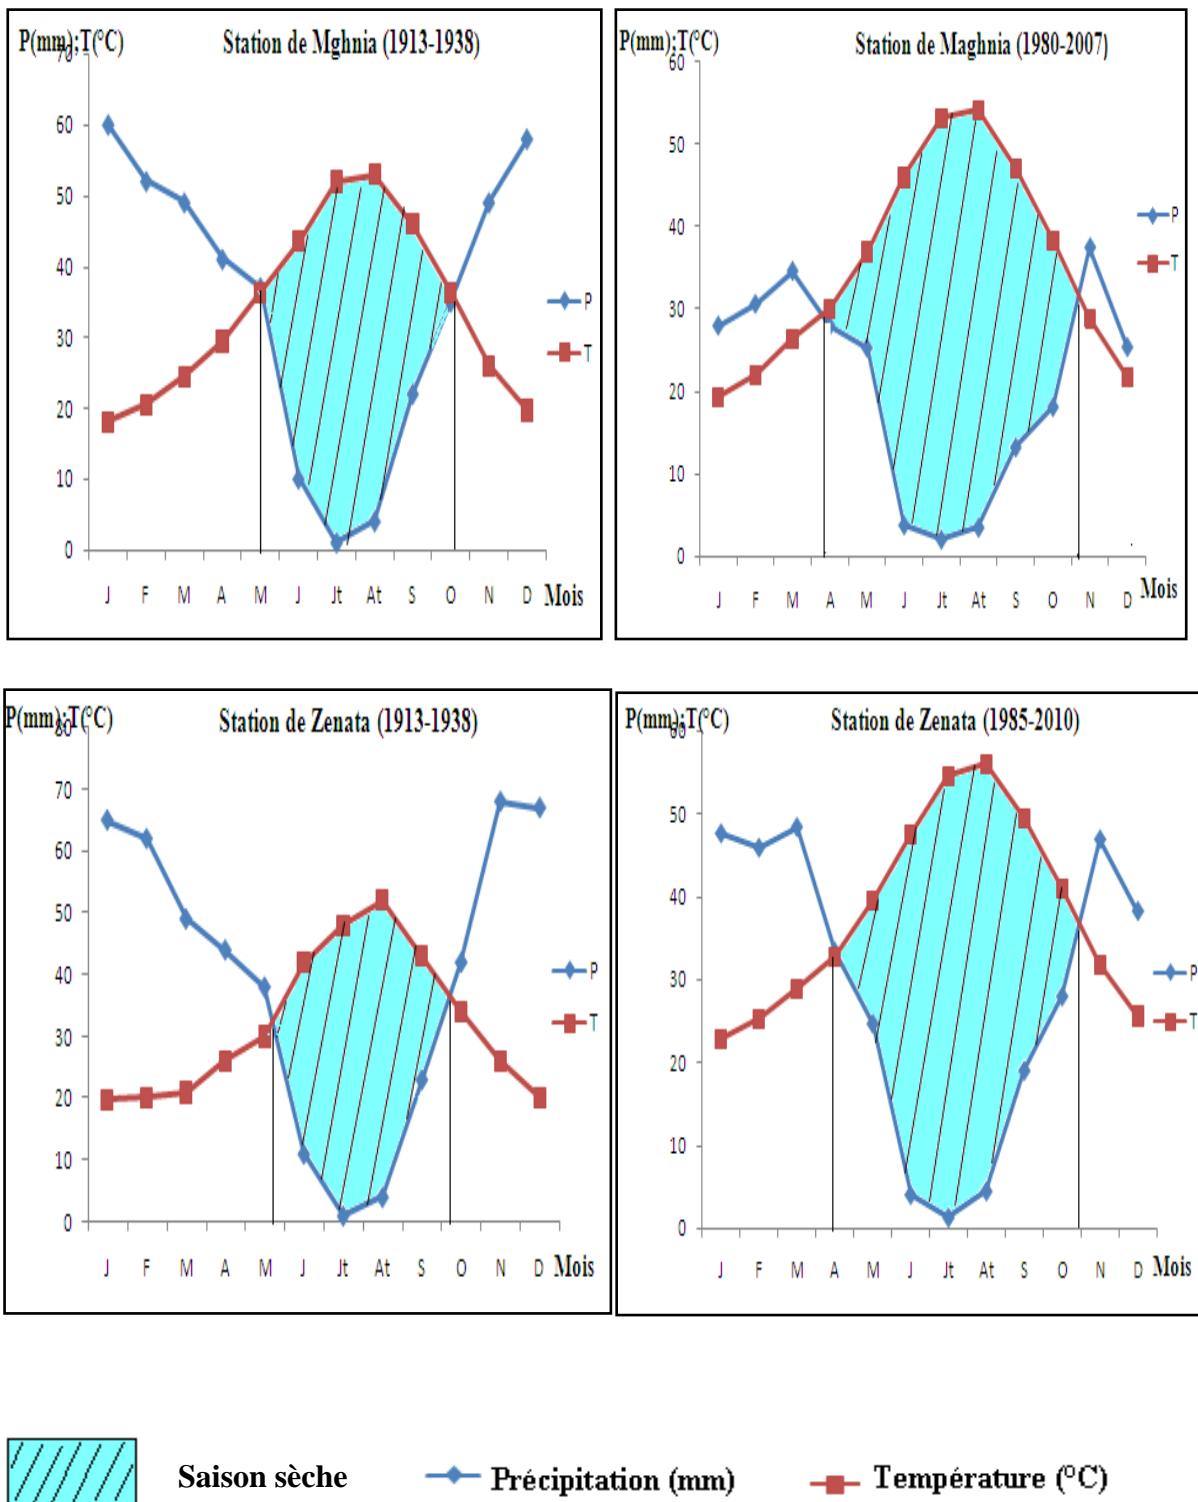 P(mm);T(°C) Station de Mghnia (1913-1938)
70
60
50
40
30
20
10
0
P
T
J F M A M J Jt At S O N D Mois
P(mm);T(°C) Station de Maghnia (1980-2007)
60
50
40
30
20
10
0
P
T
J F M A M J Jt At S O N D Mois
P(mm);T(°C) Station de Zenata (1913-1938)
80
70
60
50
40
30
20
10
0
P
T
J F M A M J Jt At S O N D Mois
P(mm);T(°C) Station de Zenata (1985-2010)
60
50
40
30
20
10
0
P
T
J F M A M J Jt At S O N D Mois
Saison sèche Précipitation (mm) Température (°C)